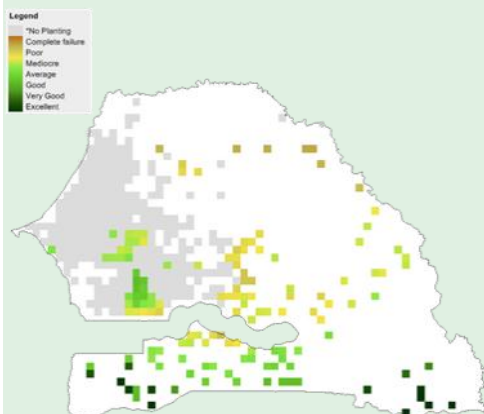 Legend
*No Planting
Complete failure
Poor
Mediocre
Average
Good
Very Good
Excellent